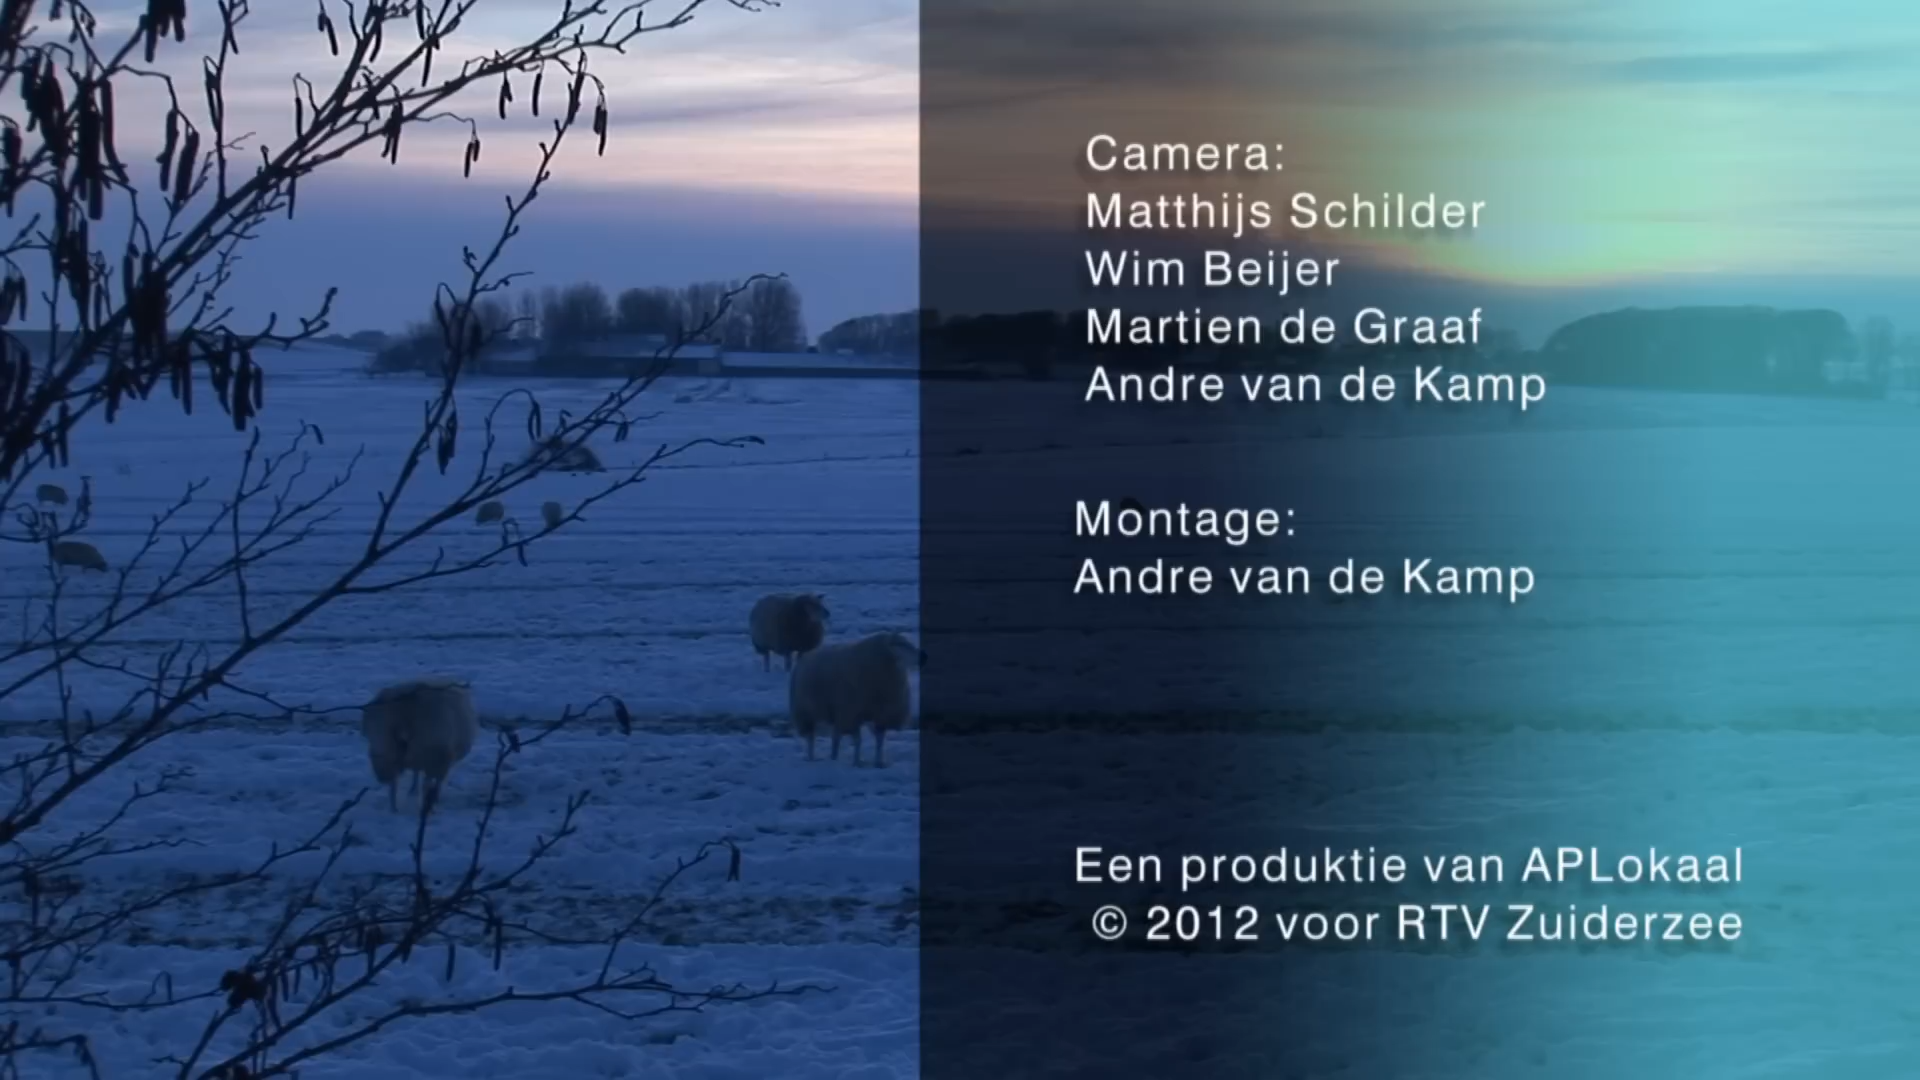 Camera:
Matthijs Schilder
Wim Beijer
Martien de Graaf
Andre van de Kamp
Montage:
Andre van de Kamp
Een produktie van APLokaal
© 2012 voor RTV Zuiderzee